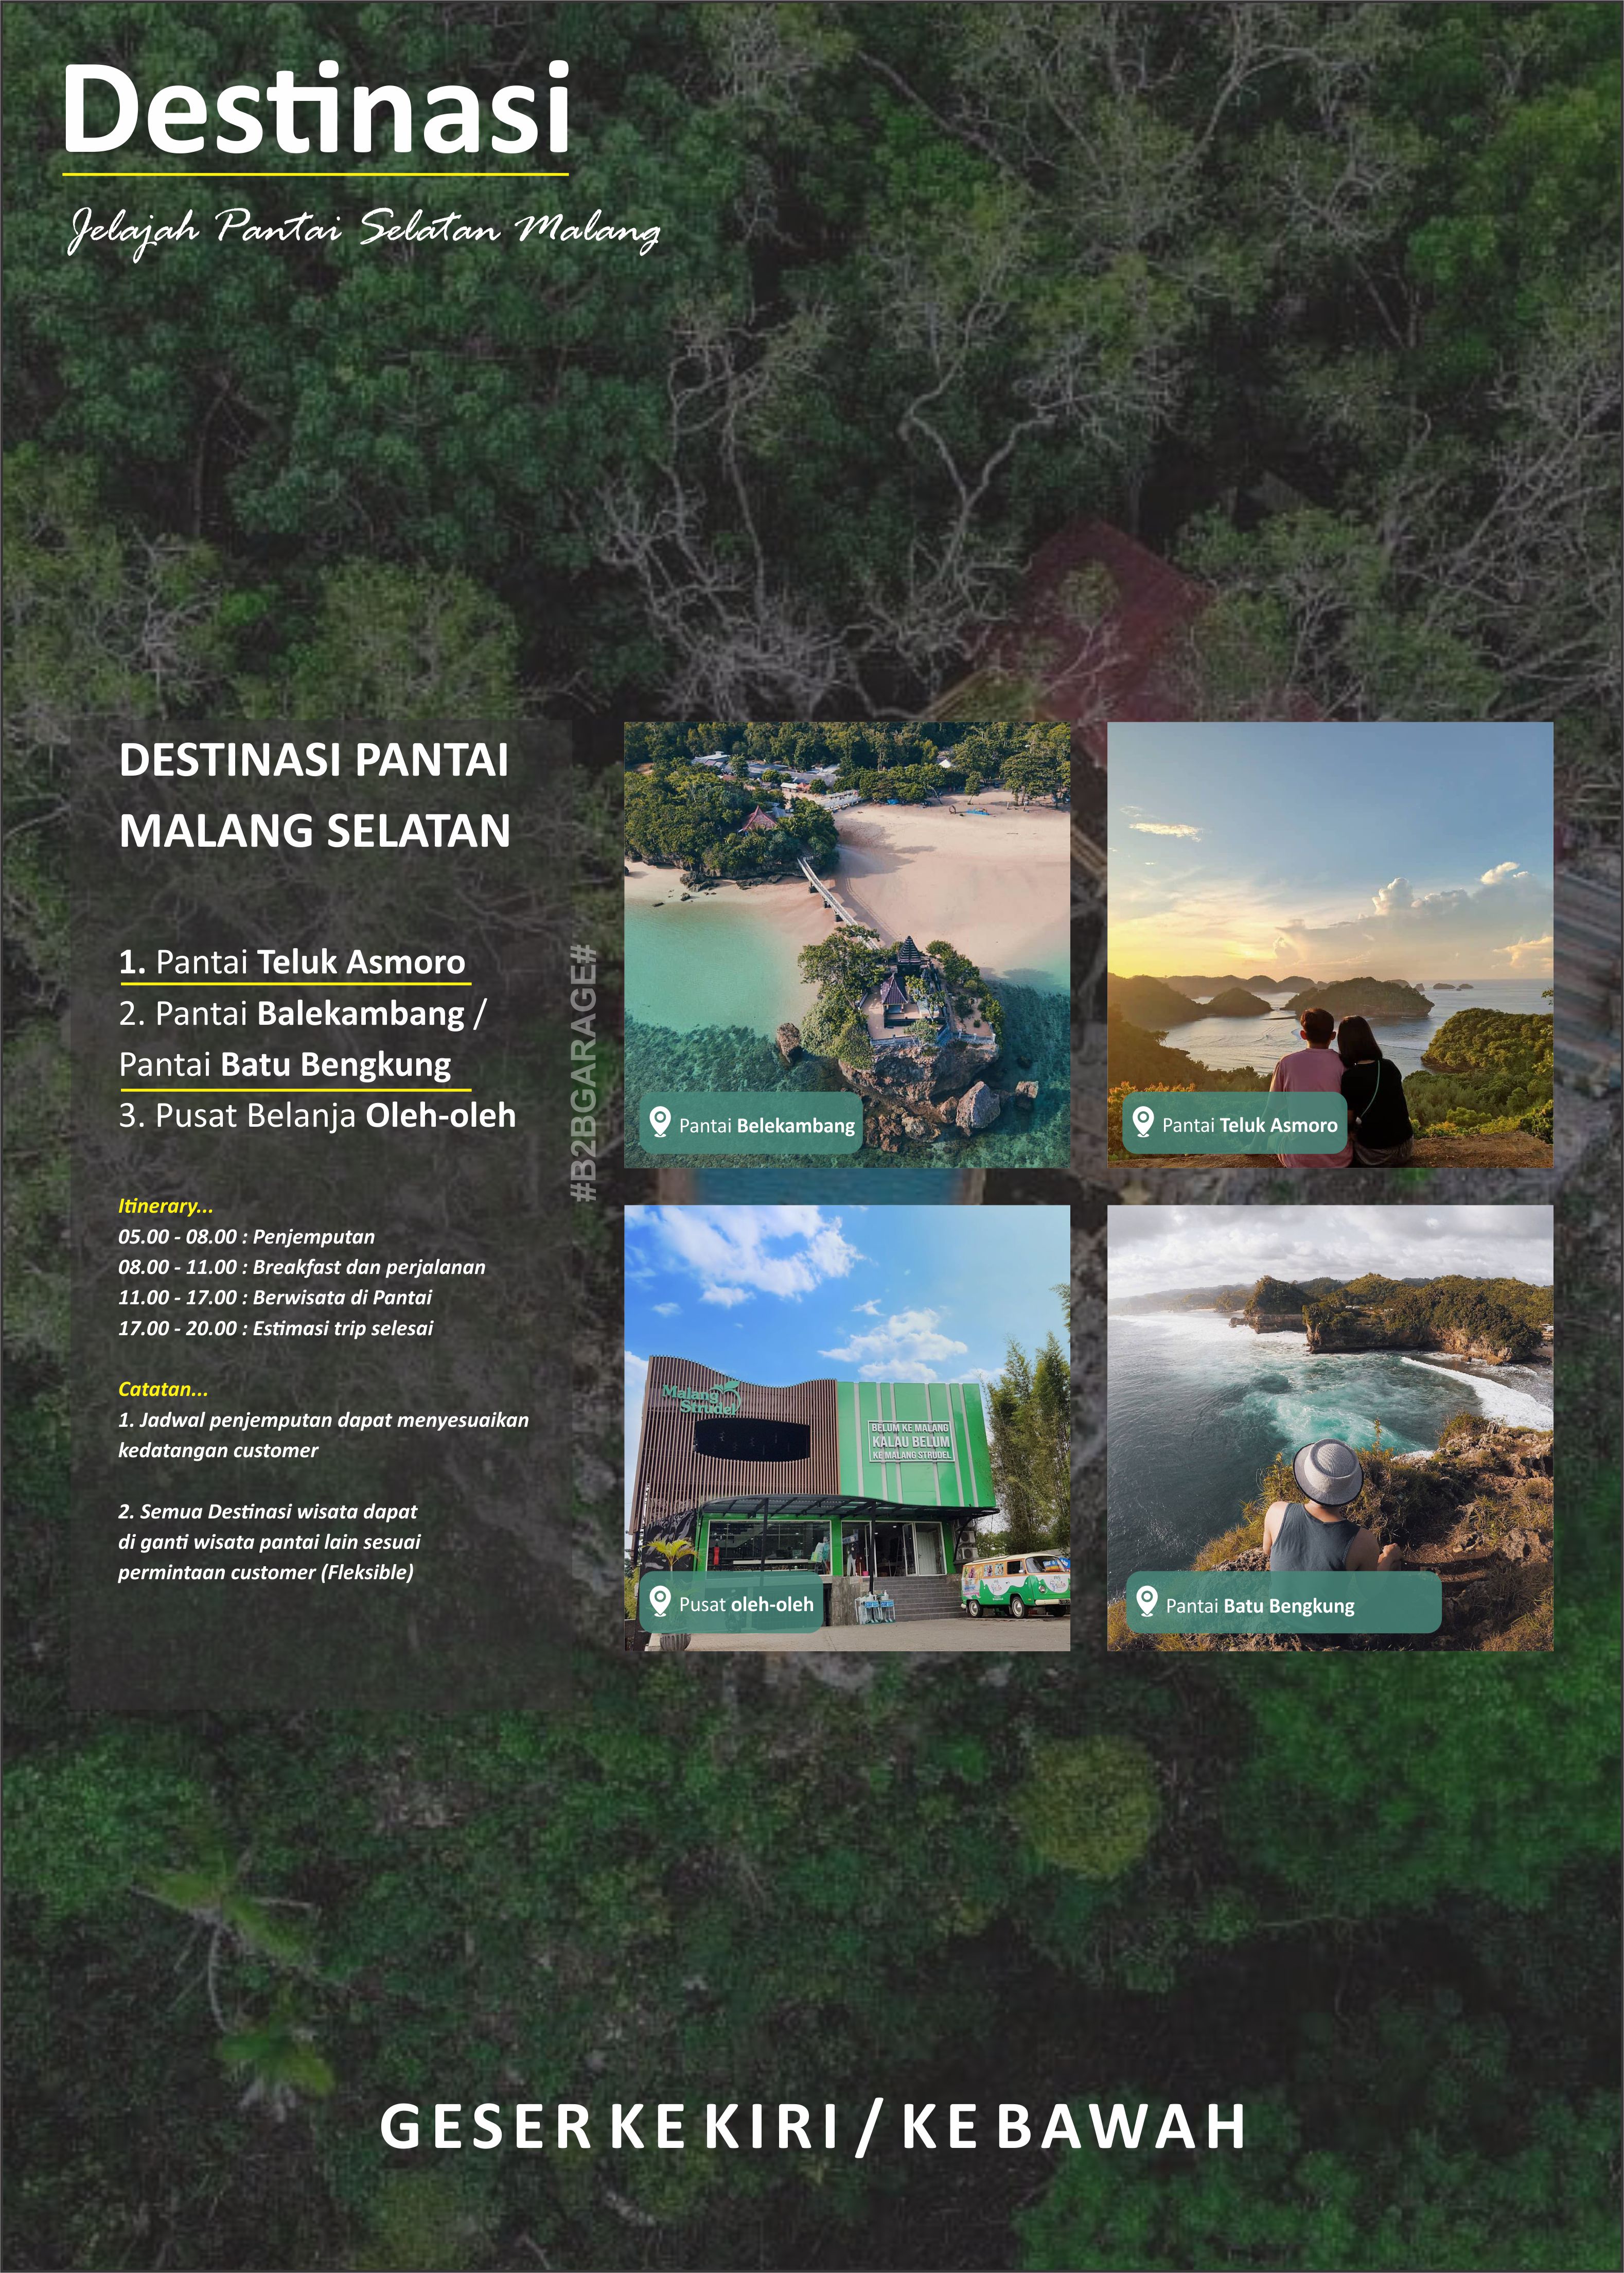 Destinasi
Jelajah Pantai Selatan Malang
DESTINASI PANTAI
MALANG SELATAN
1. Pantai Teluk Asmoro
2. Pantai Balekambang /
Pantai Batu Bengkung
3. Pusat Belanja Oleh-oleh
Itinerary...
05.00 - 08.00 : Penjemputan
08.00 - 11.00 : Breakfast dan perjalanan
11.00 - 17.00 : Berwisata di Pantai
17.00 - 20.00 : Estimasi trip selesai
Catatan...
1. Jadwal penjemputan dapat menyesuaikan
kedatangan customer
2. Semua Destinasi wisata dapat
di ganti wisata pantai lain sesuai
permintaan customer (Fleksible)
#B2BGARAGE#
Pantai Belekambang
Pantai Teluk Asmoro
Malang
Strudel
BELUM KE MALANG
KALAU BELUM
KE MALANG STRUDEL
Pusat oleh-oleh
Pantai Batu Bengkung
GESER KE KIRI / KE BAWAH